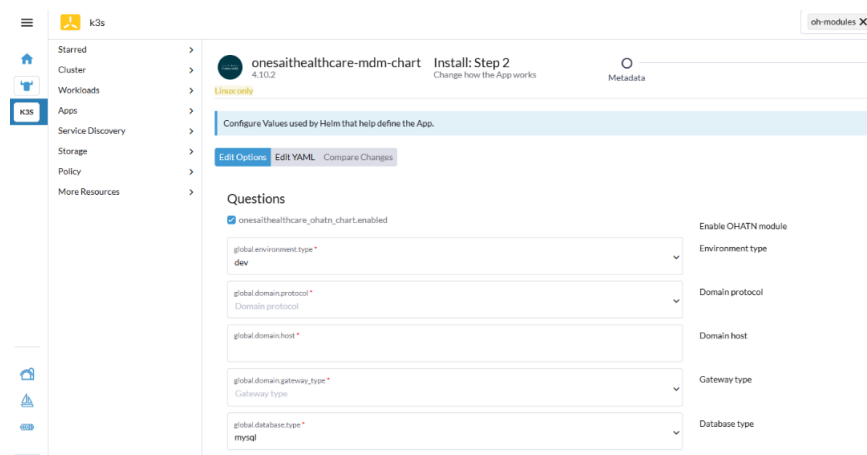 k3s
oh-modules X
Starred
Cluster
Workloads
Apps
Service Discovery
Storage
Policy
More Resources
K3S
onesaithealthcare-mdm-chart
4.10.2
Linux only
Install: Step 2
Change how the App works
Metadata
Configure Values used by Helm that help define the App.
Edit Options Edit YAML Compare Changes
Questions
onesaithealthcare_ohatn_chart.enabled
Enable OHATN module
global.environment.type *
dev
Environment type
global.domain.protocol *
Domain protocol
Domain protocol
global.domain.host *
Domain host
global.domain.gateway_type *
Gateway type
Gateway type
global.database.type *
mysql
Database type